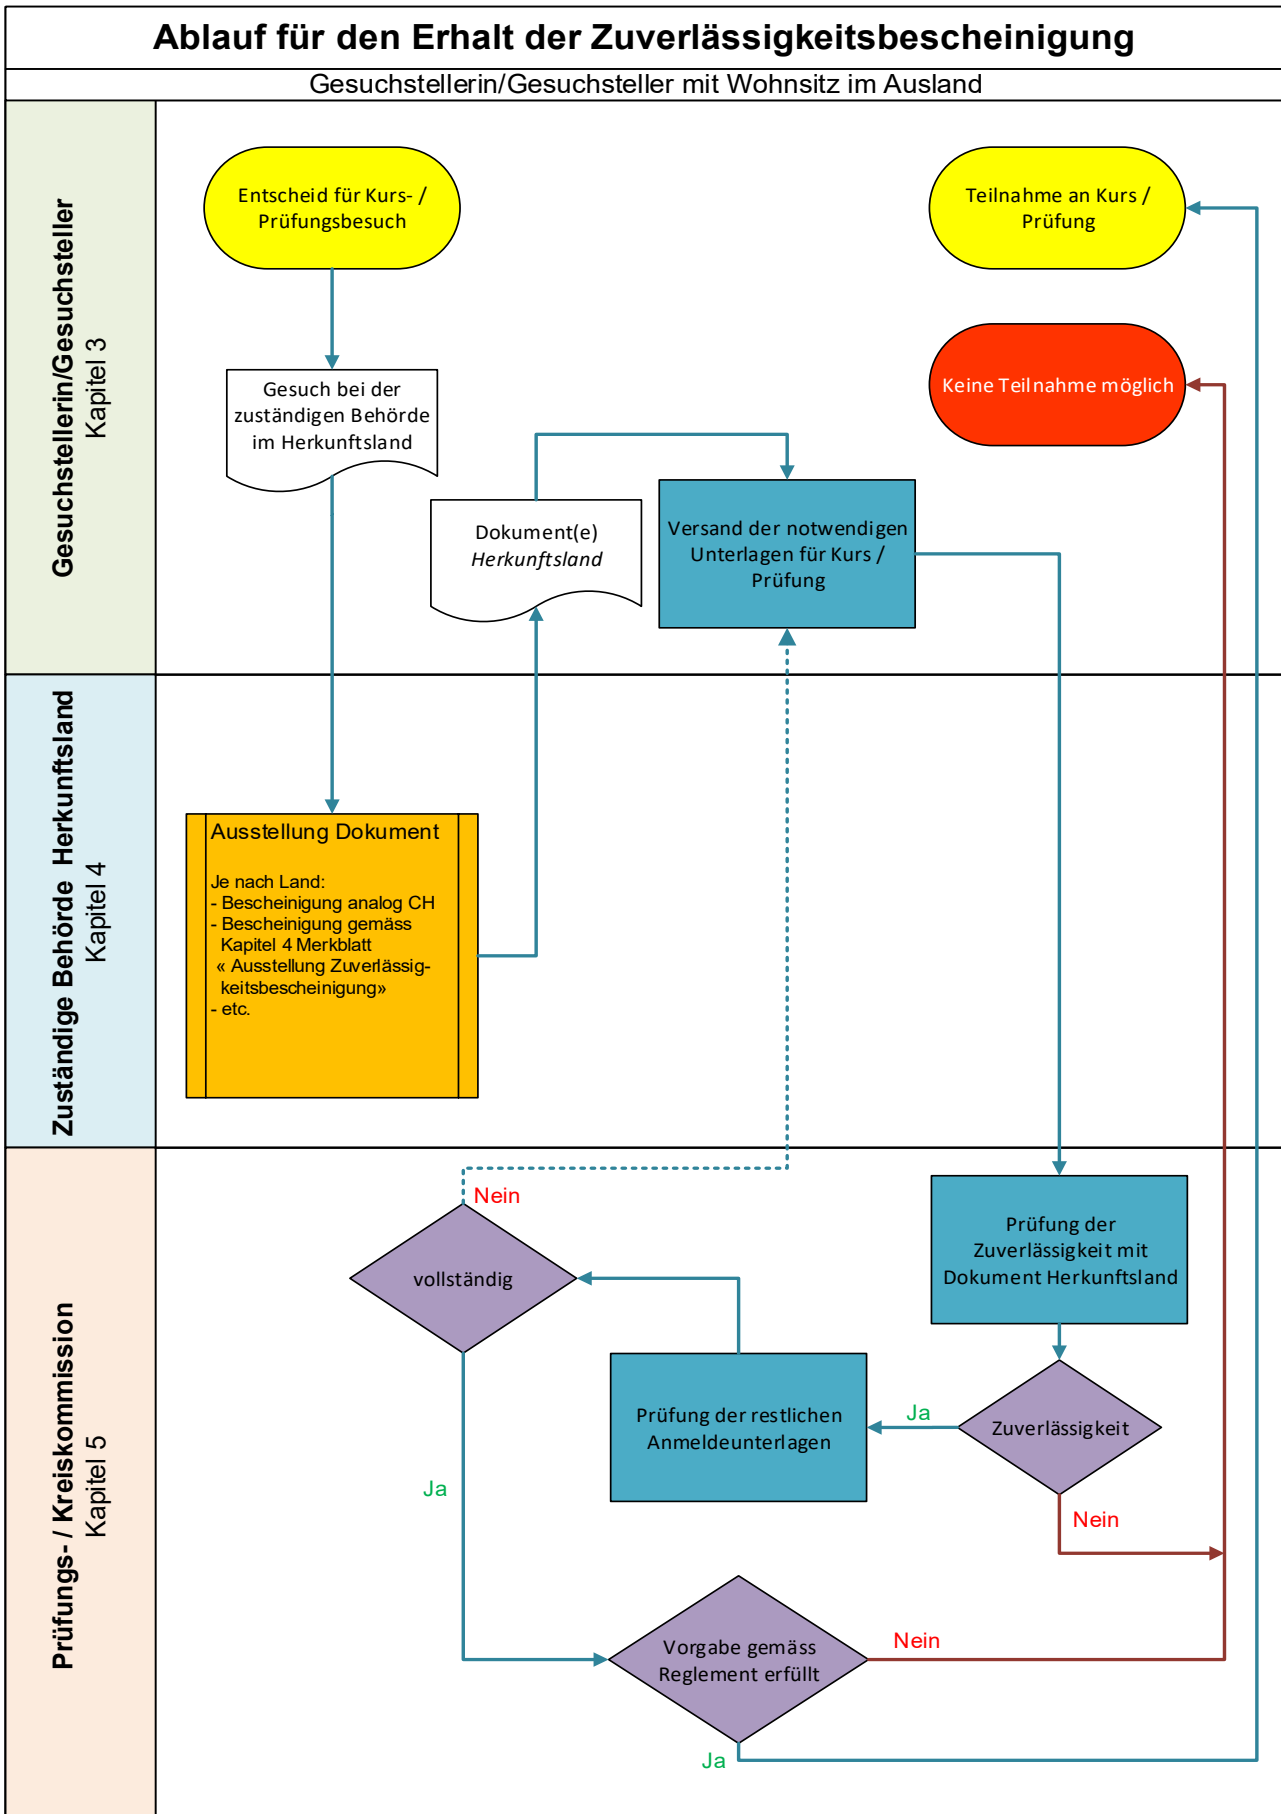 Ablauf für den Erhalt der Zuverlässigkeitsbescheinigung
Gesuchstellerin/Gesuchsteller mit Wohnsitz im Ausland
Gesuchstellerin/Gesuchsteller
Kapitel 3
Entscheid für Kurs- /
Prüfungsbesuch
Teilnahme an Kurs /
Prüfung
Keine Teilnahme möglich
Gesuch bei der
zuständigen Behörde
im Herkunftsland
Dokument(e)
Herkunftsland
Versand der notwendigen
Unterlagen für Kurs /
Prüfung
Zuständige Behörde Herkunftsland
Kapitel 4
Ausstellung Dokument
Je nach Land:
- Bescheinigung analog CH
- Bescheinigung gemäss
Kapitel 4 Merkblatt
« Ausstellung Zuverlässig-
keitsbescheinigung»
- etc.
Prüfungs- / Kreiskommission
Kapitel 5
Nein
vollständig
Prüfung der
Zuverlässigkeit mit
Dokument Herkunftsland
Prüfung der restlichen
Anmeldeunterlagen
Ja
Zuverlässigkeit
Ja
Nein
Vorgabe gemäss
Reglement erfüllt
Nein
Ja